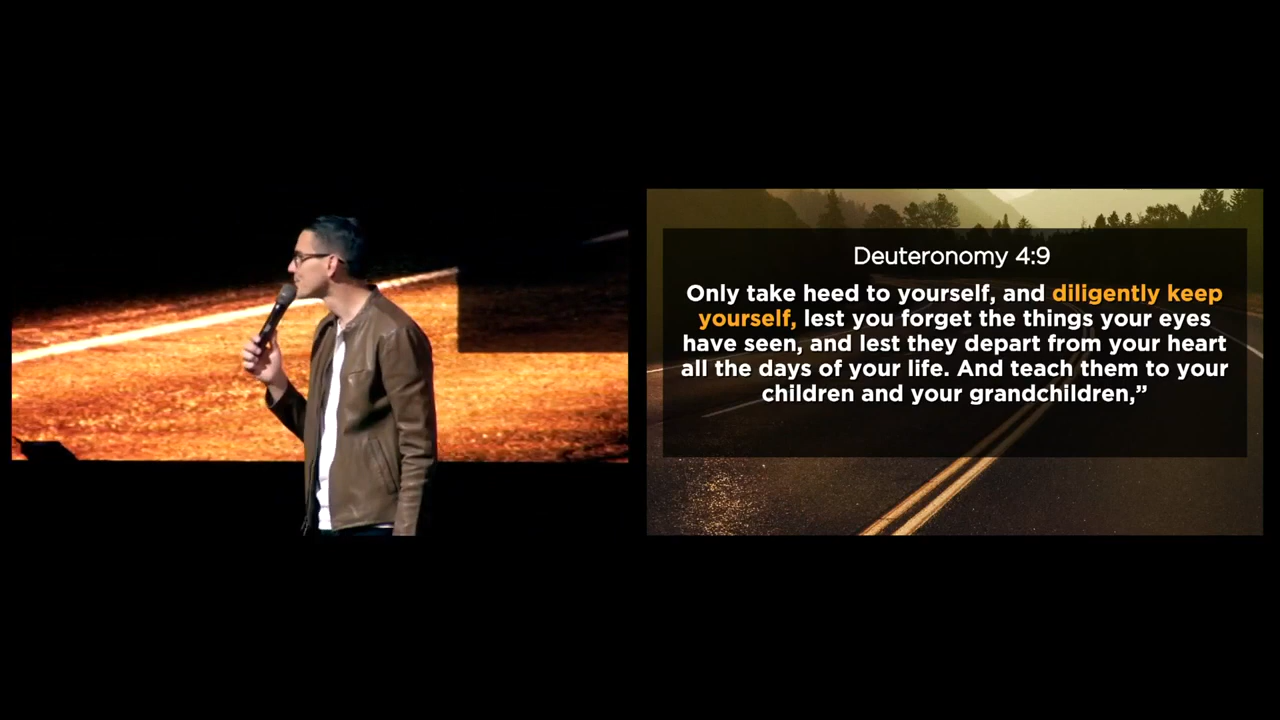 Deuteronomy 4:9
Only take heed to yourself, and diligently keep
yourself, lest you forget the things your eyes
have seen, and lest they depart from your heart
all the days of your life. And teach them to your
children and your grandchildren,”